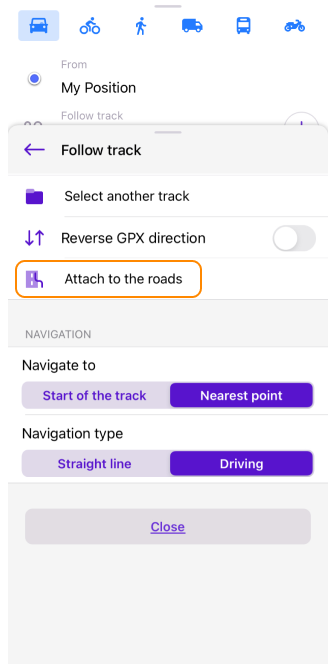 From
My Position
Follow track
Follow track
Select another track
Reverse GPX direction
Attach to the roads
NAVIGATION
Navigate to
Start of the track Nearest point
Navigation type
Straight line Driving
Close